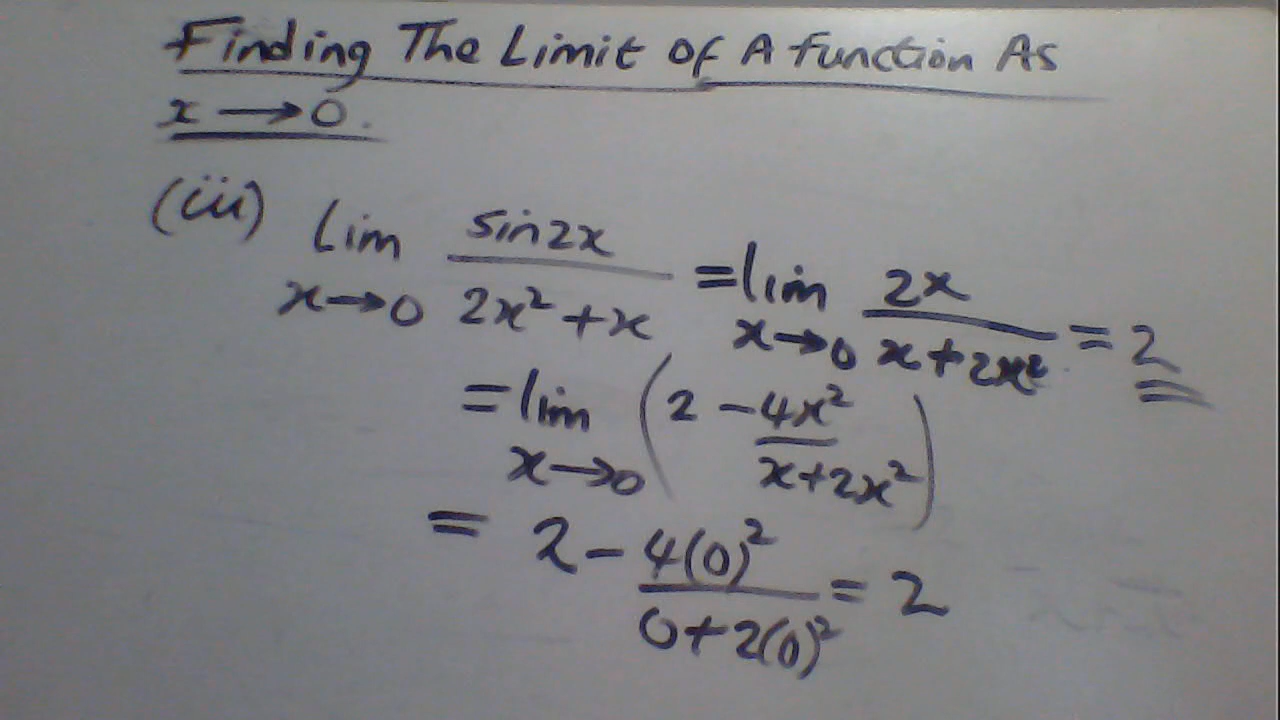 Finding The Limit Of A function As
x → 0.
(iii) Lim x→0 sin2x / 2x² + x = lim x→0 2x / x + 2x² = 2
= lim x→0 (2 - 4x² / x+2x²)
= 2 - 4(0)² / 0+2(0)² = 2